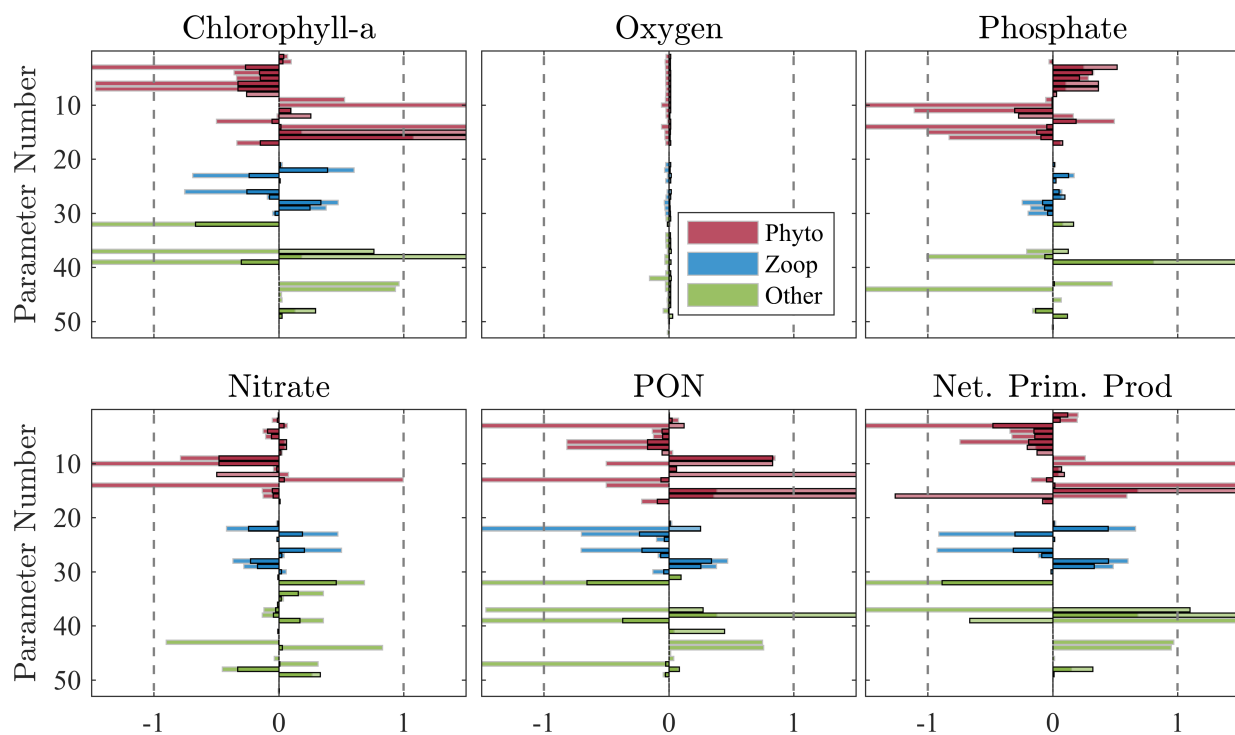 Chlorophyll-a
Oxygen
Phosphate
Parameter Number
10
20
30
40
50
Phyto
Zoop
Other
Nitrate
PON
Net. Prim. Prod
Parameter Number
10
20
30
40
50
-1 0 1
-1 0 1
-1 0 1